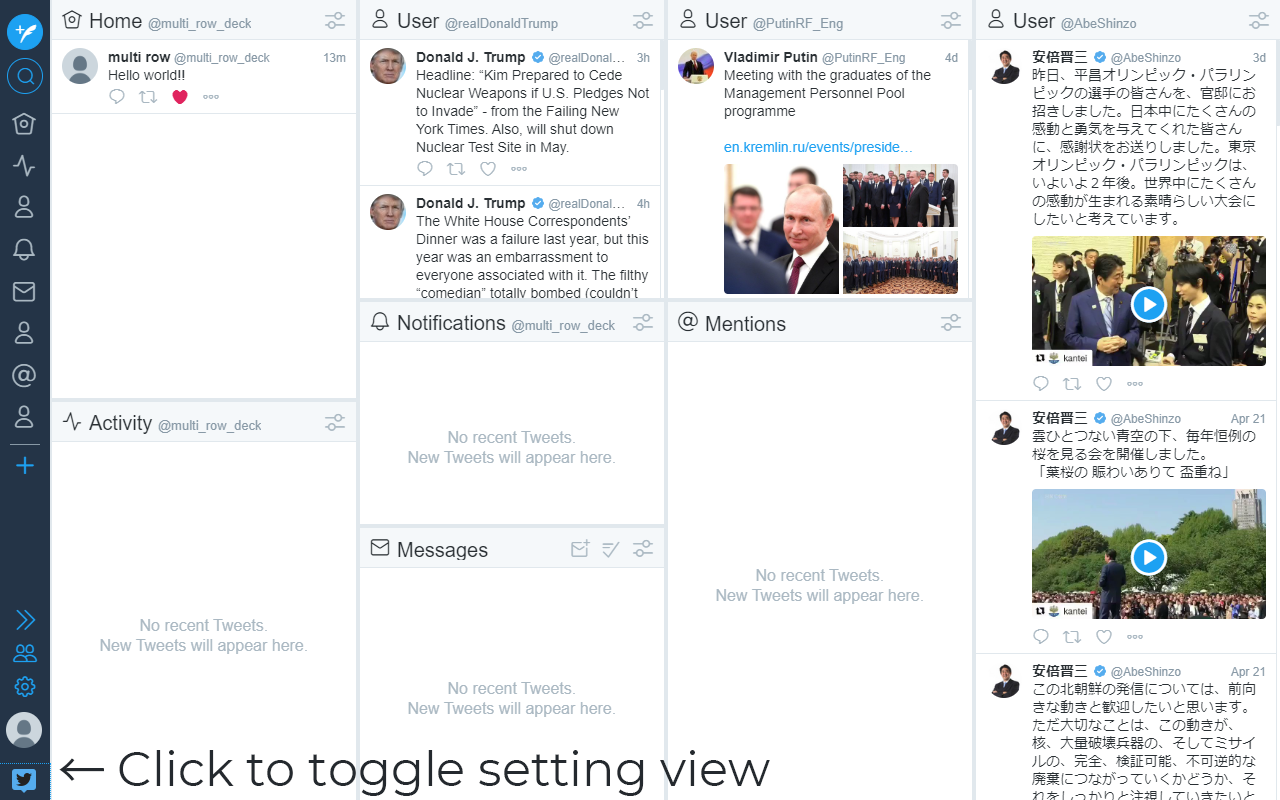 Home @multi_row_deck
multi row @multi_row_deck 13m
Hello world!!
Activity @multi_row_deck
No recent Tweets.
New Tweets will appear here.
User @realDonaldTrump
Donald J. Trump @realDonal... 3h
Headline: “Kim Prepared to Cede
Nuclear Weapons if U.S. Pledges Not
to Invade” - from the Failing New
York Times. Also, will shut down
Nuclear Test Site in May.
Donald J. Trump @realDonal... 4h
The White House Correspondents’
Dinner was a failure last year, but this
year was an embarrassment to
everyone associated with it. The filthy
“comedian” totally bombed (couldn’t
Notifications @multi_row_deck
No recent Tweets.
New Tweets will appear here.
Messages
No recent Tweets.
New Tweets will appear here.
User @PutinRF_Eng
Vladimir Putin @PutinRF_Eng 4d
Meeting with the graduates of the
Management Personnel Pool
programme
en.kremlin.ru/events/preside…
@ Mentions
No recent Tweets.
New Tweets will appear here.
User @AbeShinzo
安倍晋三 @AbeShinzo 3d
昨日、平昌オリンピック・パラリン
ピックの選手の皆さんを、官邸にお
招きしました。日本中にたくさんの
感動と勇気を与えてくれた皆さん
に、感謝状をお送りしました。東京
オリンピック・パラリンピックは、
いよいよ２年後。世界中にたくさん
の感動が生まれる素晴らしい大会に
したいと考えています。
kantei
安倍晋三 @AbeShinzo Apr 21
雲ひとつない青空の下、毎年恒例の
桜を見る会を開催しました。
「葉桜の 賑わいありて 盃重ね」
kantei
安倍晋三 @AbeShinzo Apr 21
この北朝鮮の発信については、前向
きな動きと歓迎したいと思います。
ただ大切なことは、この動きが、
核、大量破壊兵器の、そしてミサイ
ルの、完全、検証可能、不可逆的な
廃棄につながっていくかどうか、そ
れをしっかりと注視していきたいと
← Click to toggle setting view